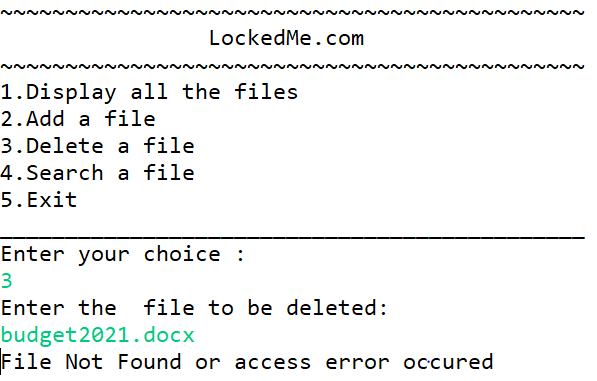 ~~~~~~~~~~~~~~~~~~~~~~~~~~~~~~~~~~~~~~~~~~~~~
LockedMe.com
~~~~~~~~~~~~~~~~~~~~~~~~~~~~~~~~~~~~~~~~~~~~~
1.Display all the files
2.Add a file
3.Delete a file
4.Search a file
5.Exit
_____________________________________________
Enter your choice :
3
Enter the  file to be deleted:
budget2021.docx
File Not Found or access error occured